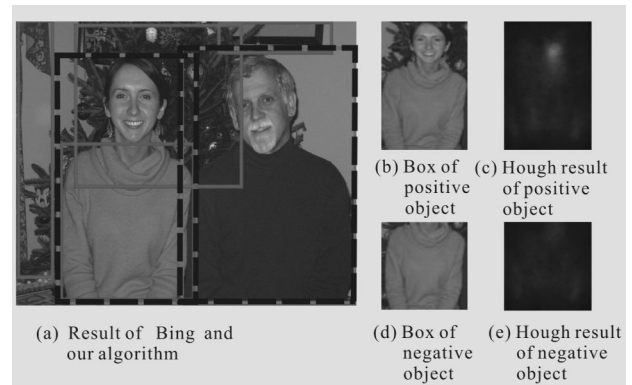 (b) Box of
positive
object
(c) Hough result
of positive
object
(a) Result of Bing and
our algorithm
(d) Box of
negative
object
(e) Hough result
of negative
object